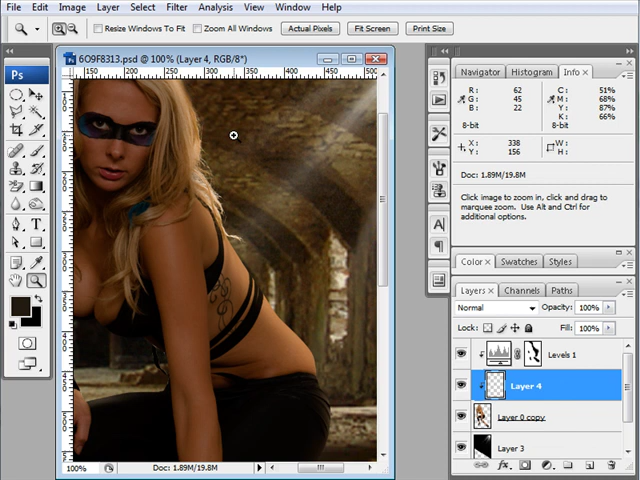 File Edit Image Layer Select Filter Analysis View Window Help
Resize Windows To Fit Zoom All Windows Actual Pixels Fit Screen Print Size
6O9F8313.psd @ 100% (Layer 4, RGB/8*)
150 200 250 300 350 400 450 500
Ps
Navigator Histogram Info
R: 62 C: 51%
G: 45 M: 68%
B: 22 Y: 87%
K: 66%
8-bit 8-bit
X: 338 W:
Y: 156 H:
Doc: 1.89M/19.8M
Click image to zoom in, or click and drag to
marquee zoom. Use Alt and Ctrl for
additional options.
Color Swatches Styles
Layers Channels Paths
Normal Opacity: 100%
Lock: Fill: 100%
Levels 1
Layer 4
Layer 0 copy
Layer 3
100% Doc: 1.89M/19.8M